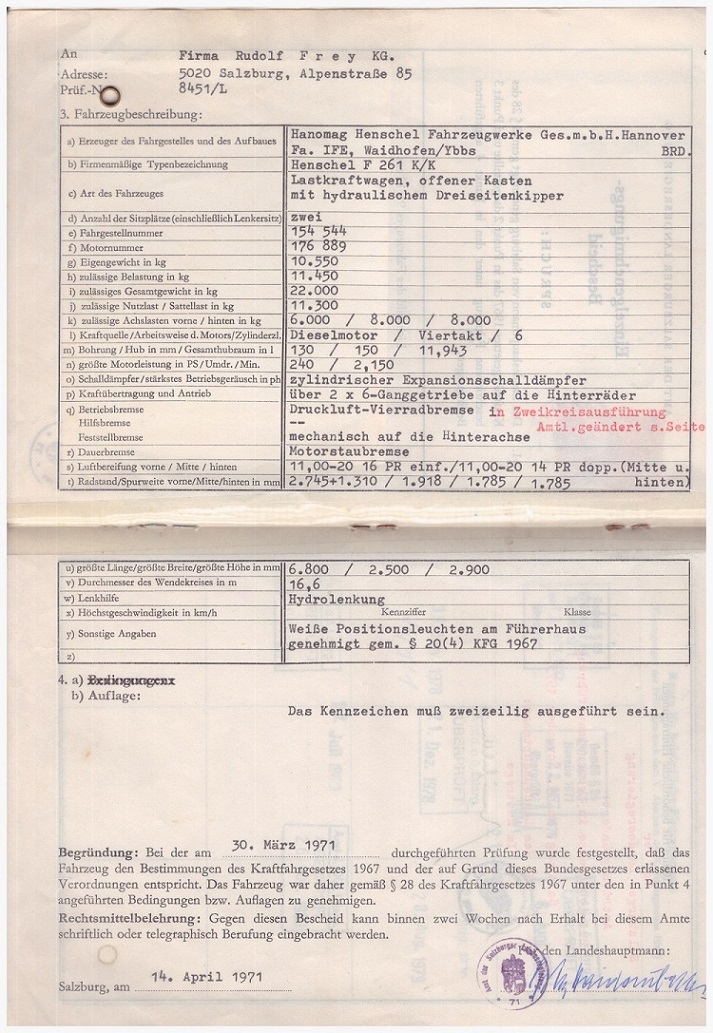 An Firma Rudolf Frey KG.
Adresse: 5020 Salzburg, Alpenstraße 85
Prüf.-N 8451/L
3. Fahrzeugbeschreibung:
a) Erzeuger des Fahrgestelles und des Aufbaues Hanomag Henschel Fahrzeugwerke Ges.m.b.H.Hannover
Fa. IFE, Waidhofen/Ybbs BRD.
b) Firmenmäßige Typenbezeichnung Henschel F 261 K/K
c) Art des Fahrzeuges Lastkraftwagen, offener Kasten
mit hydraulischem Dreiseitenkipper
d) Anzahl der Sitzplätze (einschließlich Lenkersitz) zwei
e) Fahrgestellnummer 154 544
f) Motornummer 176 889
g) Eigengewicht in kg 10.550
h) zulässige Belastung in kg 11.450
i) zulässiges Gesamtgewicht in kg 22.000
j) zulässige Nutzlast / Sattellast in kg 11.300
k) zulässige Achslasten vorne / hinten in kg 6.000 / 8.000 / 8.000
l) Kraftquelle/Arbeitsweise d. Motors/Zylinderzl. Dieselmotor / Viertakt / 6
m) Bohrung / Hub in mm / Gesamthubraum in l 130 / 150 / 11,943
n) größte Motorleistung in PS/Umdr./Min. 240 / 2,150
o) Schalldämpfer/stärkstes Betriebsgeräusch in ph zylindrischer Expansionsschalldämpfer
p) Kraftübertragung und Antrieb über 2 x 6-Ganggetriebe auf die Hinterräder
q) Betriebsbremse Druckluft-Vierradbremse in Zweikreisausführung
Hilfsbremse -- Amtl.geändert s.Seite
Feststellbremse mechanisch auf die Hinterachse
r) Dauerbremse Motorstaubremse
s) Luftbereifung vorne / Mitte / hinten 11,00-20 16 PR einf./11,00-20 14 PR dopp.(Mitte u.
t) Radstand/Spurweite vorne/Mitte/hinten in mm 2.745+1.310 / 1.918 / 1.785 / 1.785 hinten)
u) größte Länge/größte Breite/größte Höhe in mm 6.800 / 2.500 / 2.900
v) Durchmesser des Wendekreises in m 16,6
w) Lenkhilfe Hydrolenkung
x) Höchstgeschwindigkeit in km/h Kennziffer Klasse
y) Sonstige Angaben Weiße Positionsleuchten am Führerhaus
genehmigt gem. § 20(4) KFG 1967
z)
4. a) Bedingungen:
b) Auflage:
Das Kennzeichen muß zweizeilig ausgeführt sein.
Begründung: Bei der am 30. März 1971 durchgeführten Prüfung wurde festgestellt, daß das
Fahrzeug den Bestimmungen des Kraftfahrgesetzes 1967 und der auf Grund dieses Bundesgesetzes erlassenen
Verordnungen entspricht. Das Fahrzeug war daher gemäß § 28 des Kraftfahrgesetzes 1967 unter den in Punkt 4
angeführten Bedingungen bzw. Auflagen zu genehmigen.
Rechtsmittelbelehrung: Gegen diesen Bescheid kann binnen zwei Wochen nach Erhalt bei diesem Amte
schriftlich oder telegraphisch Berufung eingebracht werden.
den Landeshauptmann:
Amt der Salzburger Landesregierung
71
Salzburg, am 14. April 1971